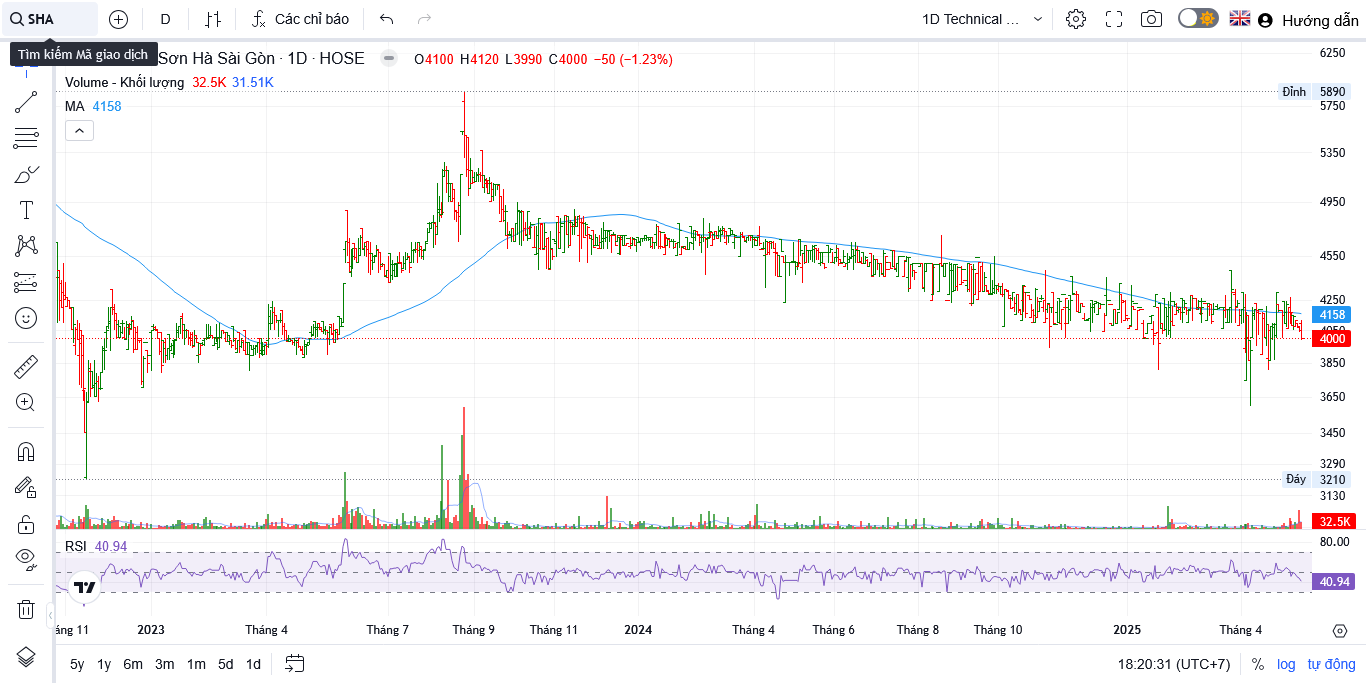 SHA D Các chỉ báo 1D Technical ... Hướng dẫn
Tìm kiếm Mã giao dịch
Sơn Hà Sài Gòn · 1D · HOSE O4100 H4120 L3990 C4000 −50 (−1.23%)
Volume - Khối lượng 32.5K 31.51K
MA 4158
6250
Đỉnh 5890
5750
5350
4950
4550
4250
4158
4050
4000
3850
3650
3450
3290
Đáy 3210
3130
32.5K
RSI 40.94
80.00
40.94
áng 11 2023 Tháng 4 Tháng 7 Tháng 9 Tháng 11 2024 Tháng 4 Tháng 6 Tháng 8 Tháng 10 2025 Tháng 4
5y 1y 6m 3m 1m 5d 1d 18:20:31 (UTC+7) % log tự động